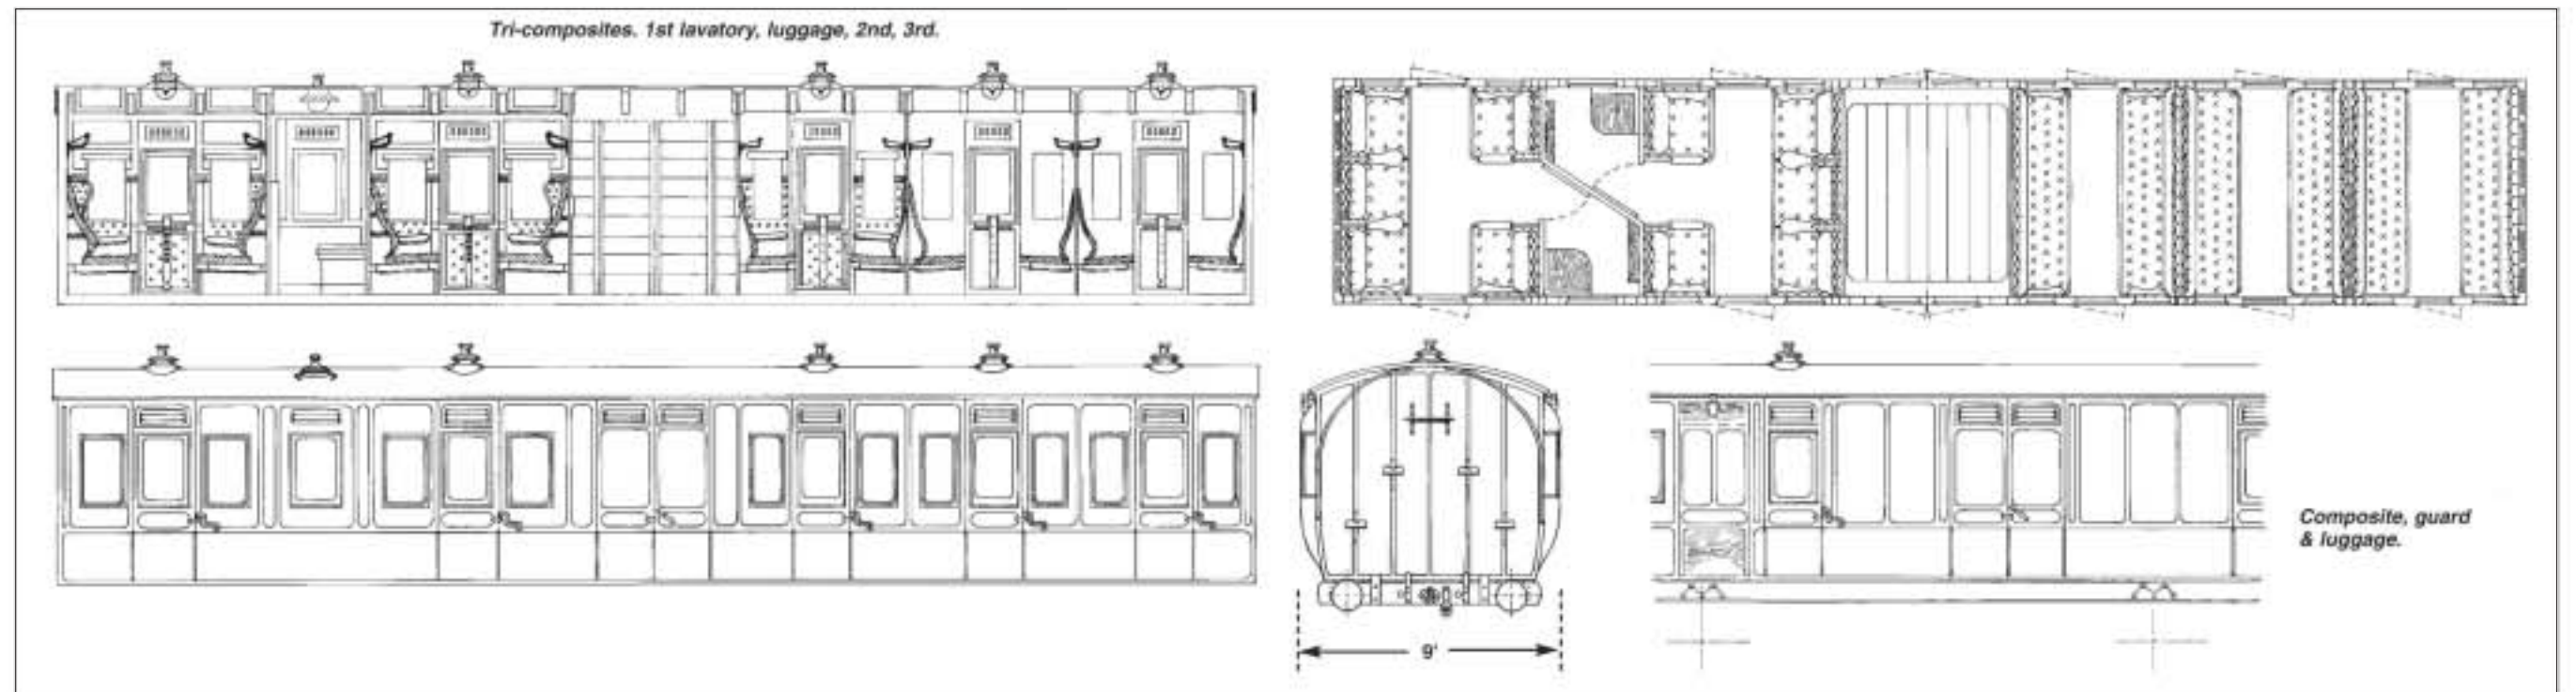 Tri-composites. 1st lavatory, luggage, 2nd, 3rd.
9'
Composite, guard
& luggage.